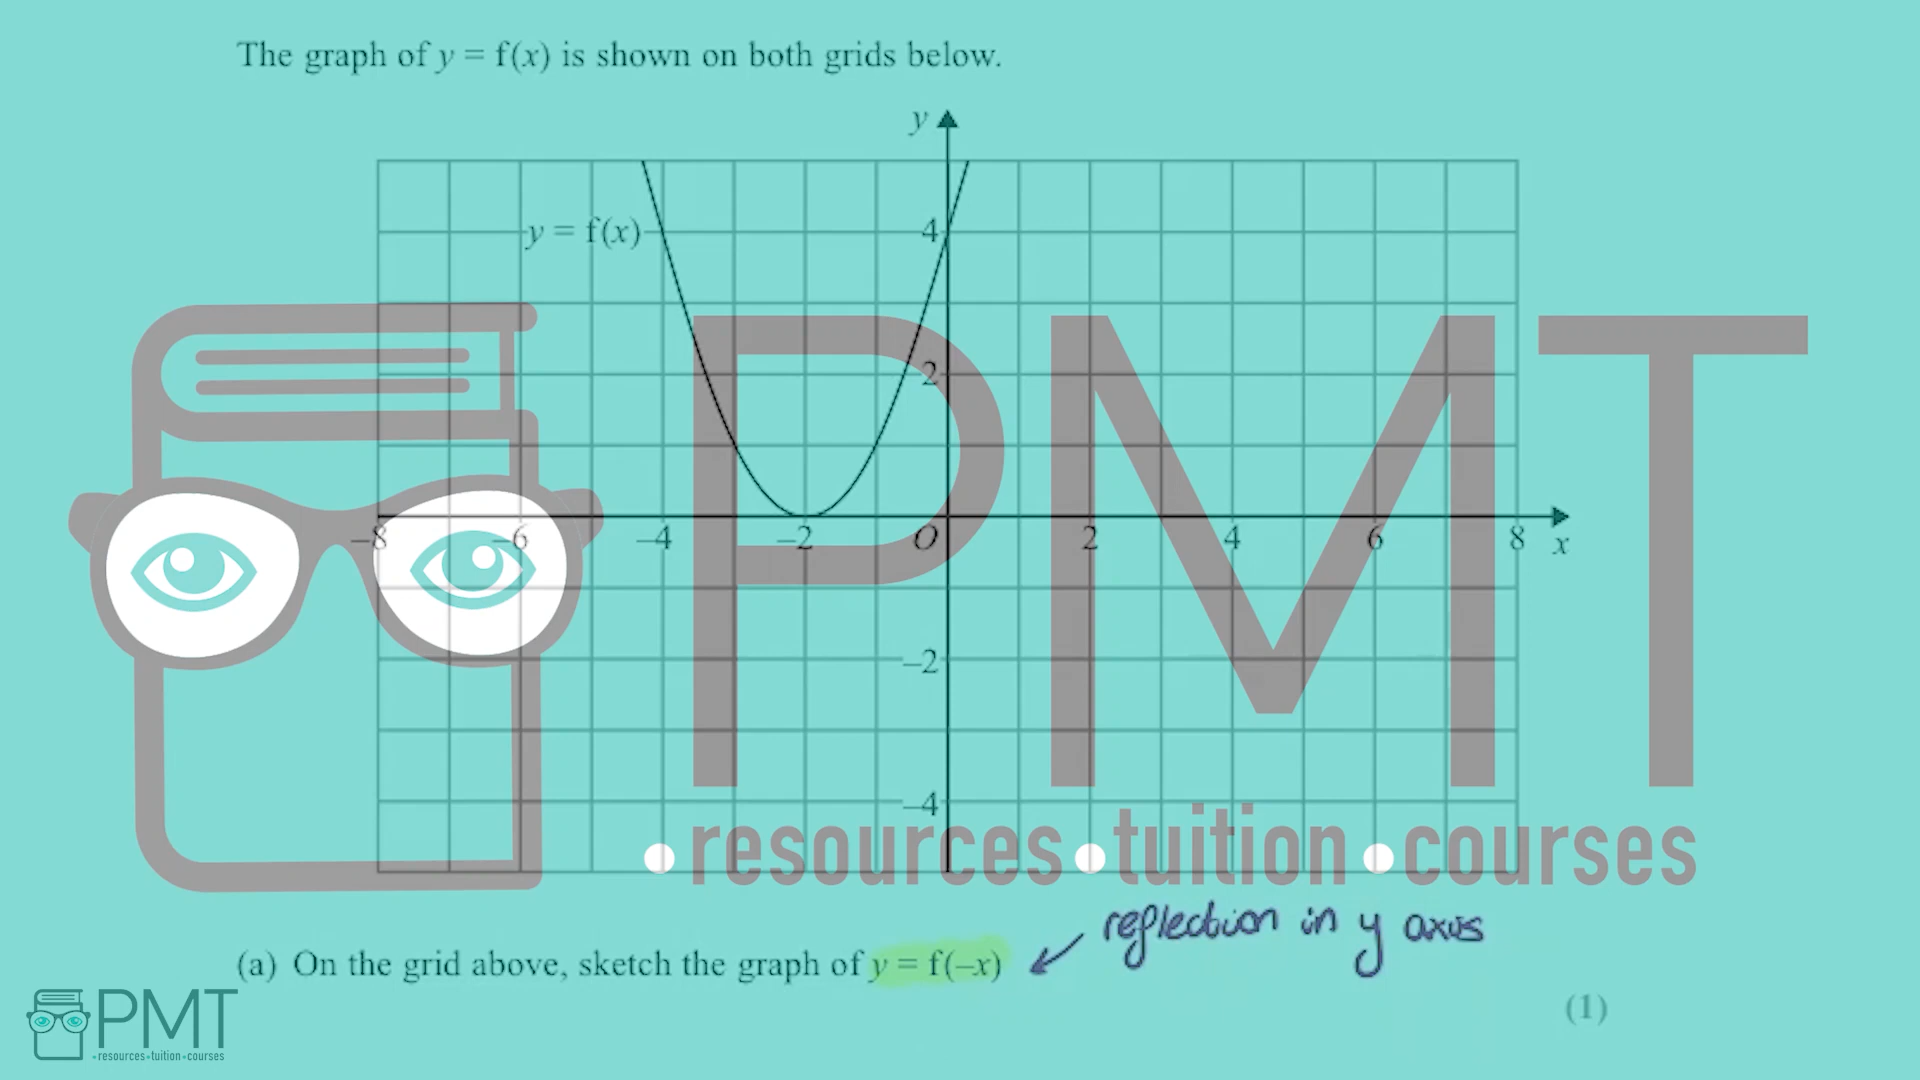 The graph of y = f(x) is shown on both grids below.
y
y = f(x)
4
2
–8 –6 –4 –2 O 2 4 6 8 x
–2
–4
PMT
resources tuition courses
reflection in y axis
(a) On the grid above, sketch the graph of y = f(–x)
(1)
PMT
•resources•tuition•courses